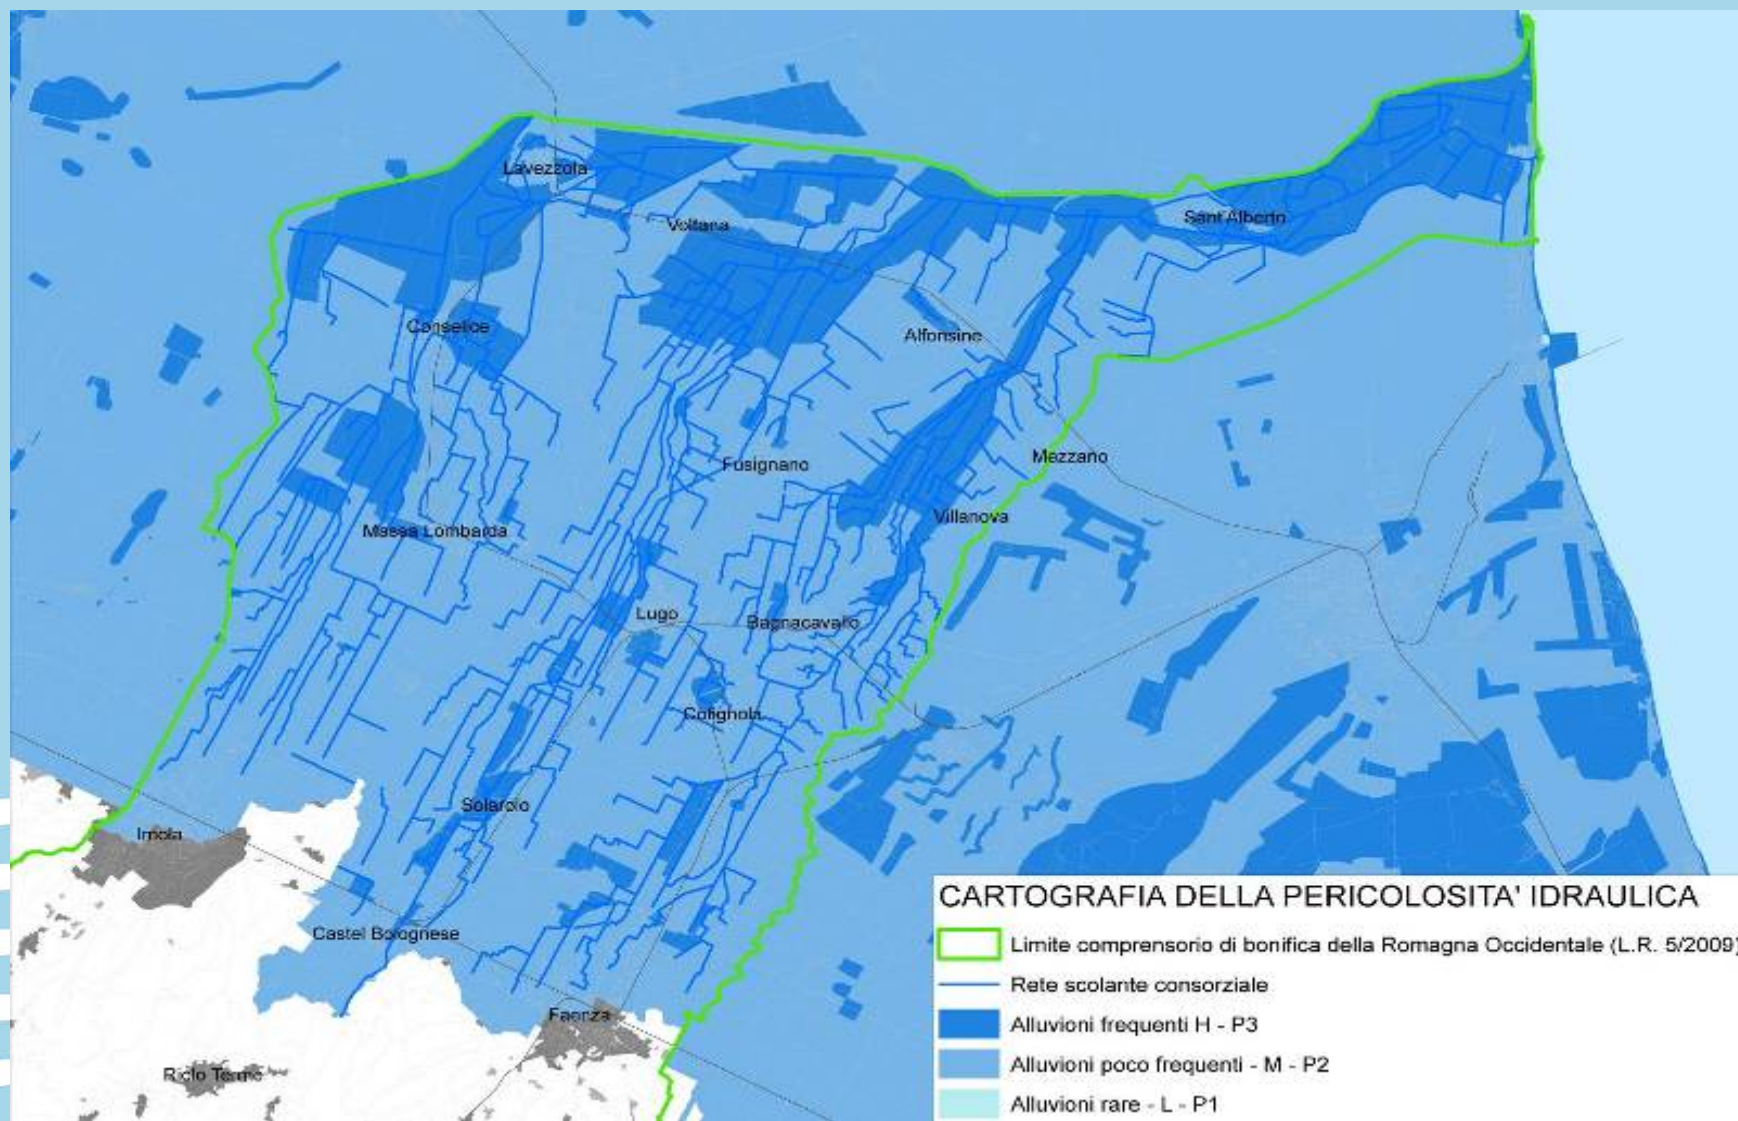 Lavezzola
Voltana
Sant'Alberto
Conselice
Alfonsine
Fusignano
Mezzano
Villanova
Massa Lombarda
Lugo
Bagnacavallo
Cotignola
Solarolo
Imola
Castel Bolognese
Faenza
Riolo Terme
CARTOGRAFIA DELLA PERICOLOSITA' IDRAULICA
Limite comprensorio di bonifica della Romagna Occidentale (L.R. 5/2009)
Rete scolante consorziale
Alluvioni frequenti H - P3
Alluvioni poco frequenti - M - P2
Alluvioni rare - L - P1